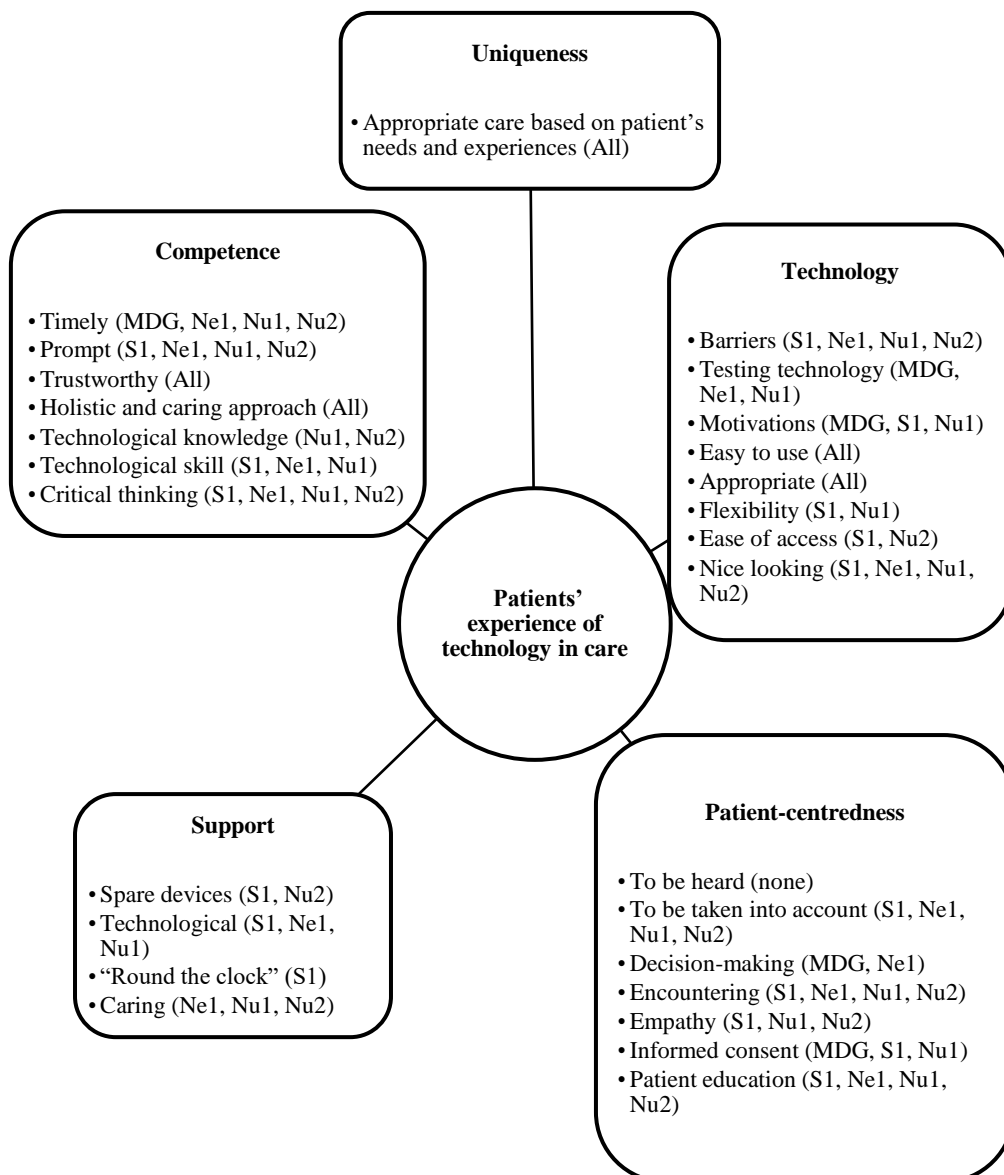 Uniqueness
• Appropriate care based on patient’s
needs and experiences (All)
Competence
• Timely (MDG, Ne1, Nu1, Nu2)
• Prompt (S1, Ne1, Nu1, Nu2)
• Trustworthy (All)
• Holistic and caring approach (All)
• Technological knowledge (Nu1, Nu2)
• Technological skill (S1, Ne1, Nu1)
• Critical thinking (S1, Ne1, Nu1, Nu2)
Technology
• Barriers (S1, Ne1, Nu1, Nu2)
• Testing technology (MDG,
Ne1, Nu1)
• Motivations (MDG, S1, Nu1)
• Easy to use (All)
• Appropriate (All)
• Flexibility (S1, Nu1)
• Ease of access (S1, Nu2)
• Nice looking (S1, Ne1, Nu1,
Nu2)
Patients’
experience of
technology in care
Support
• Spare devices (S1, Nu2)
• Technological (S1, Ne1,
Nu1)
• “Round the clock” (S1)
• Caring (Ne1, Nu1, Nu2)
Patient-centredness
• To be heard (none)
• To be taken into account (S1, Ne1,
Nu1, Nu2)
• Decision-making (MDG, Ne1)
• Encountering (S1, Ne1, Nu1, Nu2)
• Empathy (S1, Nu1, Nu2)
• Informed consent (MDG, S1, Nu1)
• Patient education (S1, Ne1, Nu1,
Nu2)